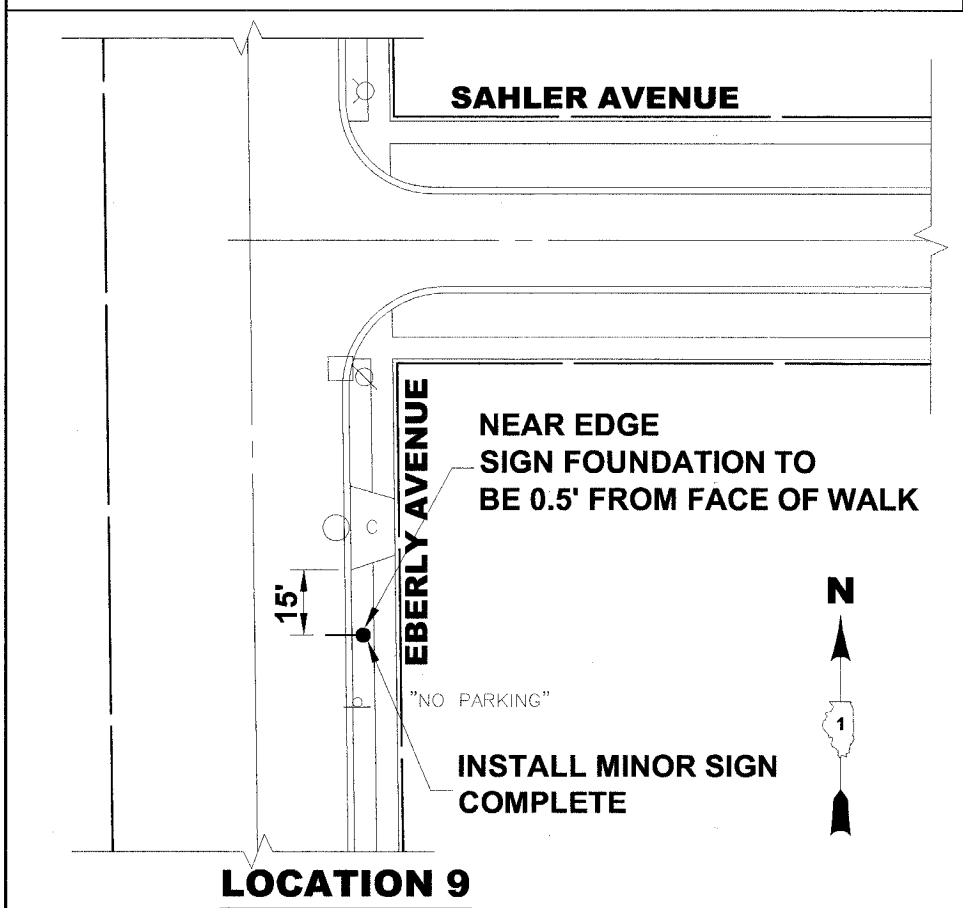 SAHLER AVENUE
EBERLY AVENUE
NEAR EDGE
SIGN FOUNDATION TO
BE 0.5' FROM FACE OF WALK
C
15'
N
1
"NO PARKING"
INSTALL MINOR SIGN
COMPLETE
LOCATION 9